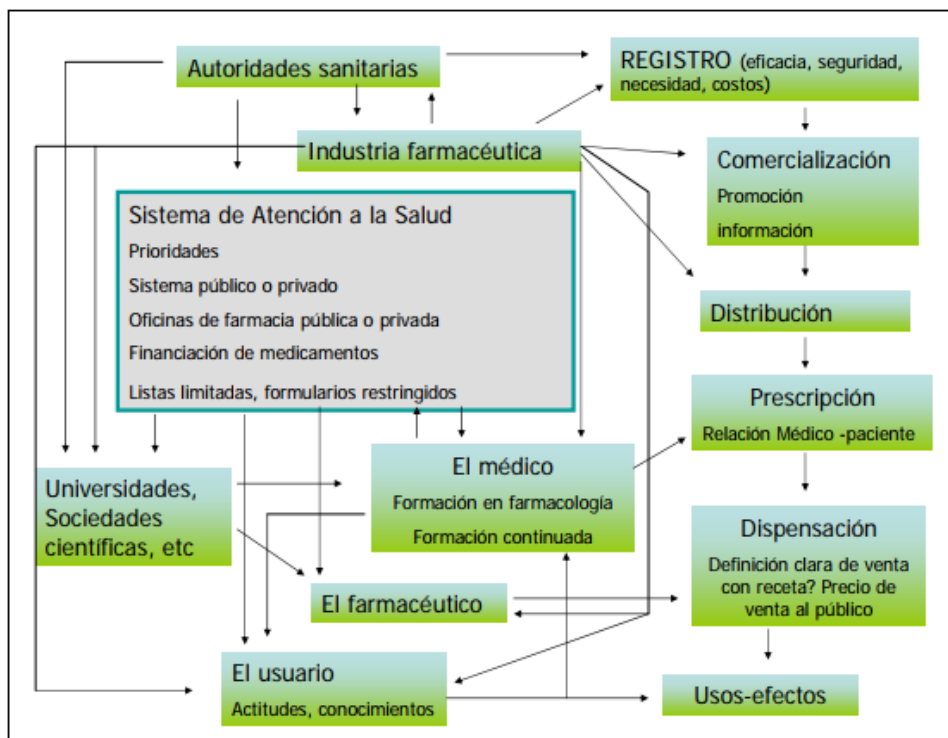 Autoridades sanitarias
REGISTRO (eficacia, seguridad,
necesidad, costos)
Industria farmacéutica
Comercialización
Promoción
información
Sistema de Atención a la Salud
Prioridades
Sistema público o privado
Oficinas de farmacia pública o privada
Financiación de medicamentos
Listas limitadas, formularios restringidos
Distribución
Prescripción
Relación Médico -paciente
Universidades,
Sociedades
científicas, etc
El médico
Formación en farmacología
Formación continuada
Dispensación
Definición clara de venta
con receta? Precio de
venta al público
El farmacéutico
El usuario
Actitudes, conocimientos
Usos-efectos